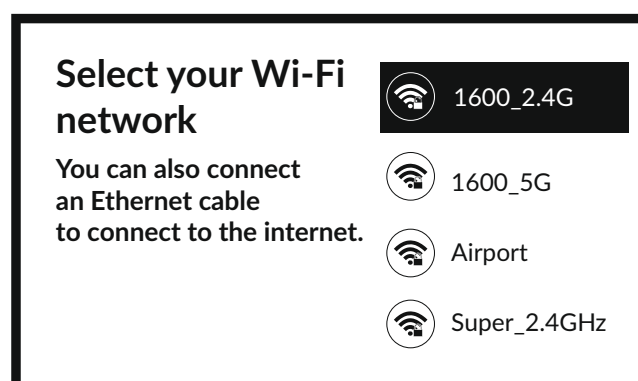 Select your Wi-Fi
network
You can also connect
an Ethernet cable
to connect to the internet.
1600_2.4G
1600_5G
Airport
Super_2.4GHz